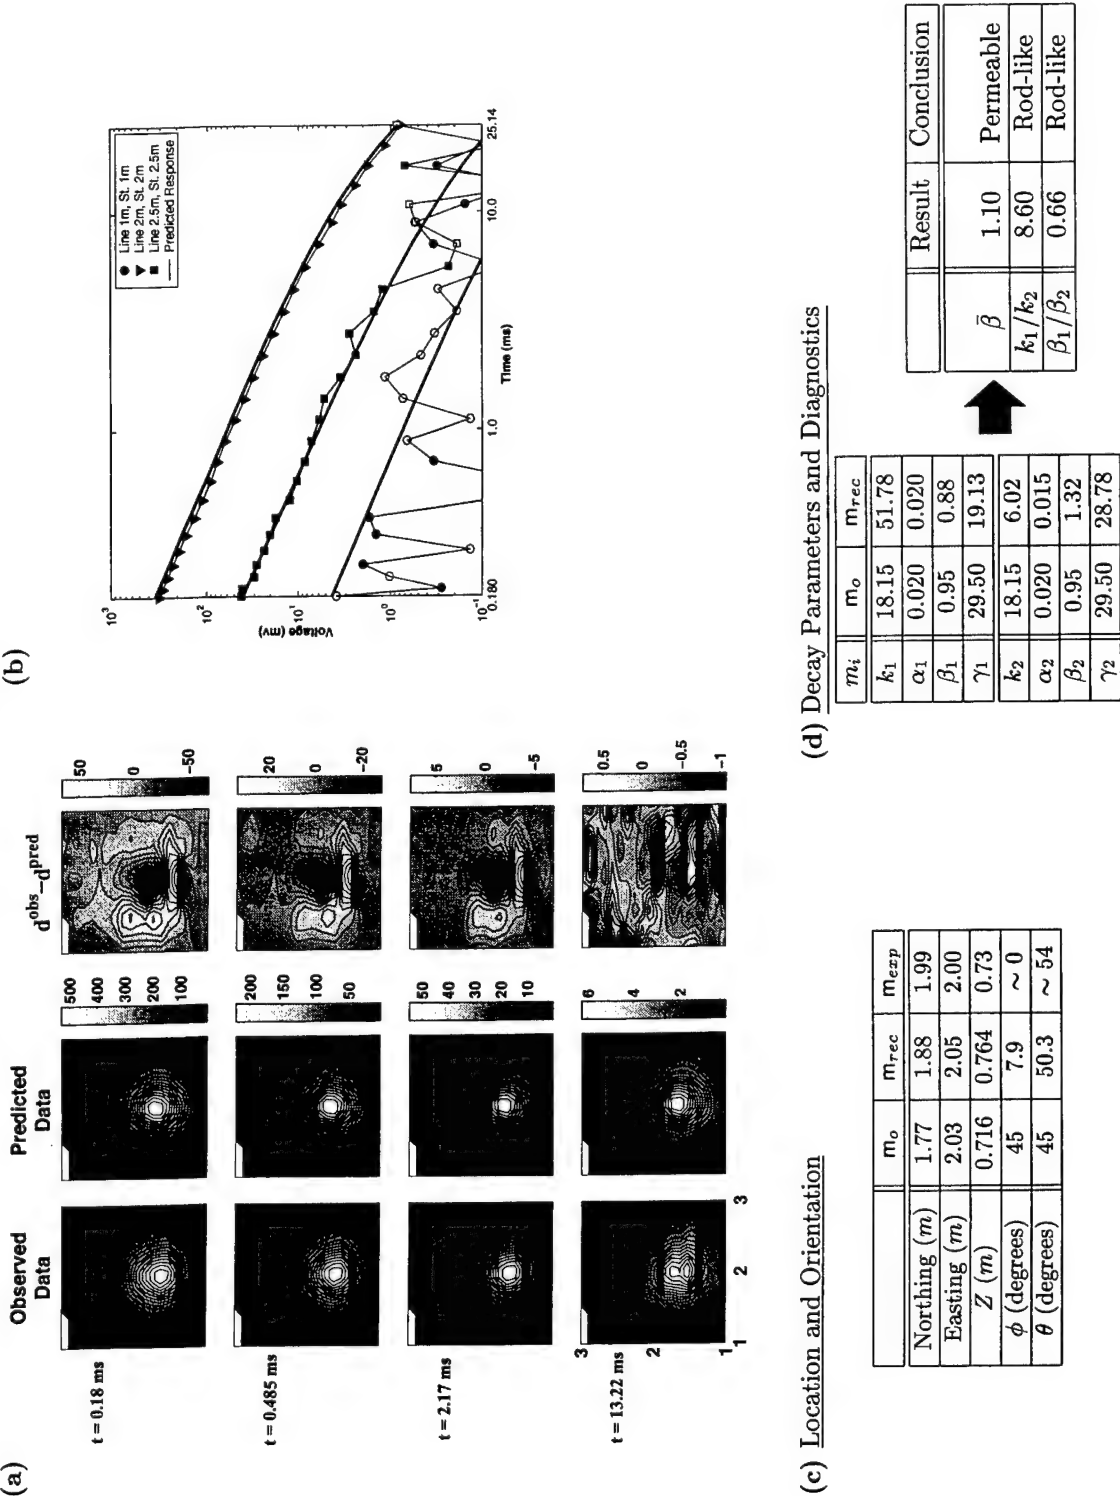 (a)
Observed Data
Predicted Data
d^obs–d^pred
t = 0.18 ms
500
400
300
200
100
50
0
-50
t = 0.485 ms
200
150
100
50
20
0
-20
t = 2.17 ms
50
40
30
20
10
5
0
-5
t = 13.22 ms
3
2
1
1
2
3
6
4
2
0.5
0
-0.5
-1
(b)
Voltage (mv)
10^3
10^2
10^1
10^0
10^-1
0.180
1.0
10.0
25.14
Time (ms)
Line 1m, St. 1m
Line 2m, St. 2m
Line 2.5m, St. 2.5m
Predicted Response
(c) Location and Orientation
m_o m_rec m_exp
Northing (m) 1.77 1.88 1.99
Easting (m) 2.03 2.05 2.00
Z (m) 0.716 0.764 0.73
ϕ (degrees) 45 7.9 ~ 0
θ (degrees) 45 50.3 ~ 54
(d) Decay Parameters and Diagnostics
m_i m_o m_rec
k_1 18.15 51.78
α_1 0.020 0.020
β_1 0.95 0.88
γ_1 29.50 19.13
k_2 18.15 6.02
α_2 0.020 0.015
β_2 0.95 1.32
γ_2 29.50 28.78
Result Conclusion
β̄ 1.10 Permeable
k_1/k_2 8.60 Rod-like
β_1/β_2 0.66 Rod-like